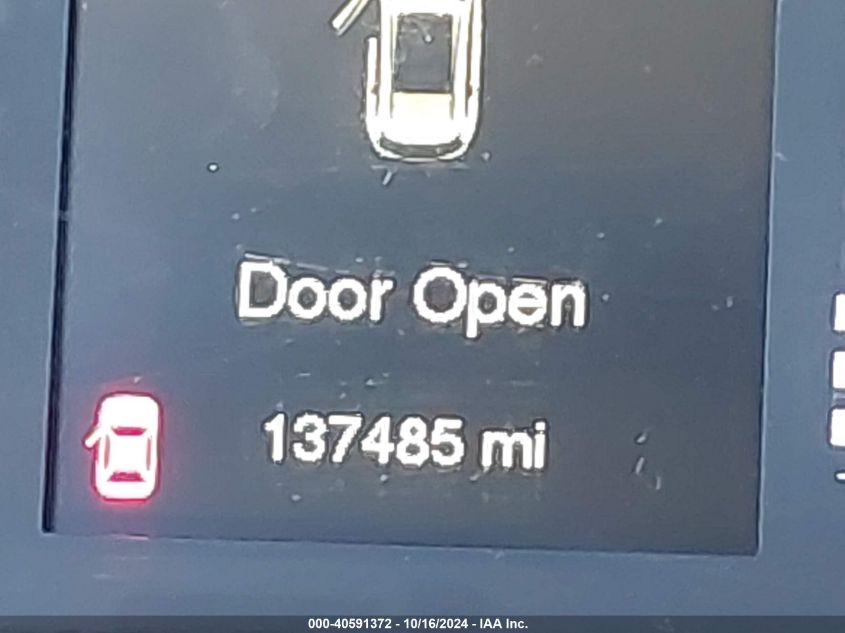 Door Open
137485 mi
000-40591372 - 10/16/2024 - IAA Inc.